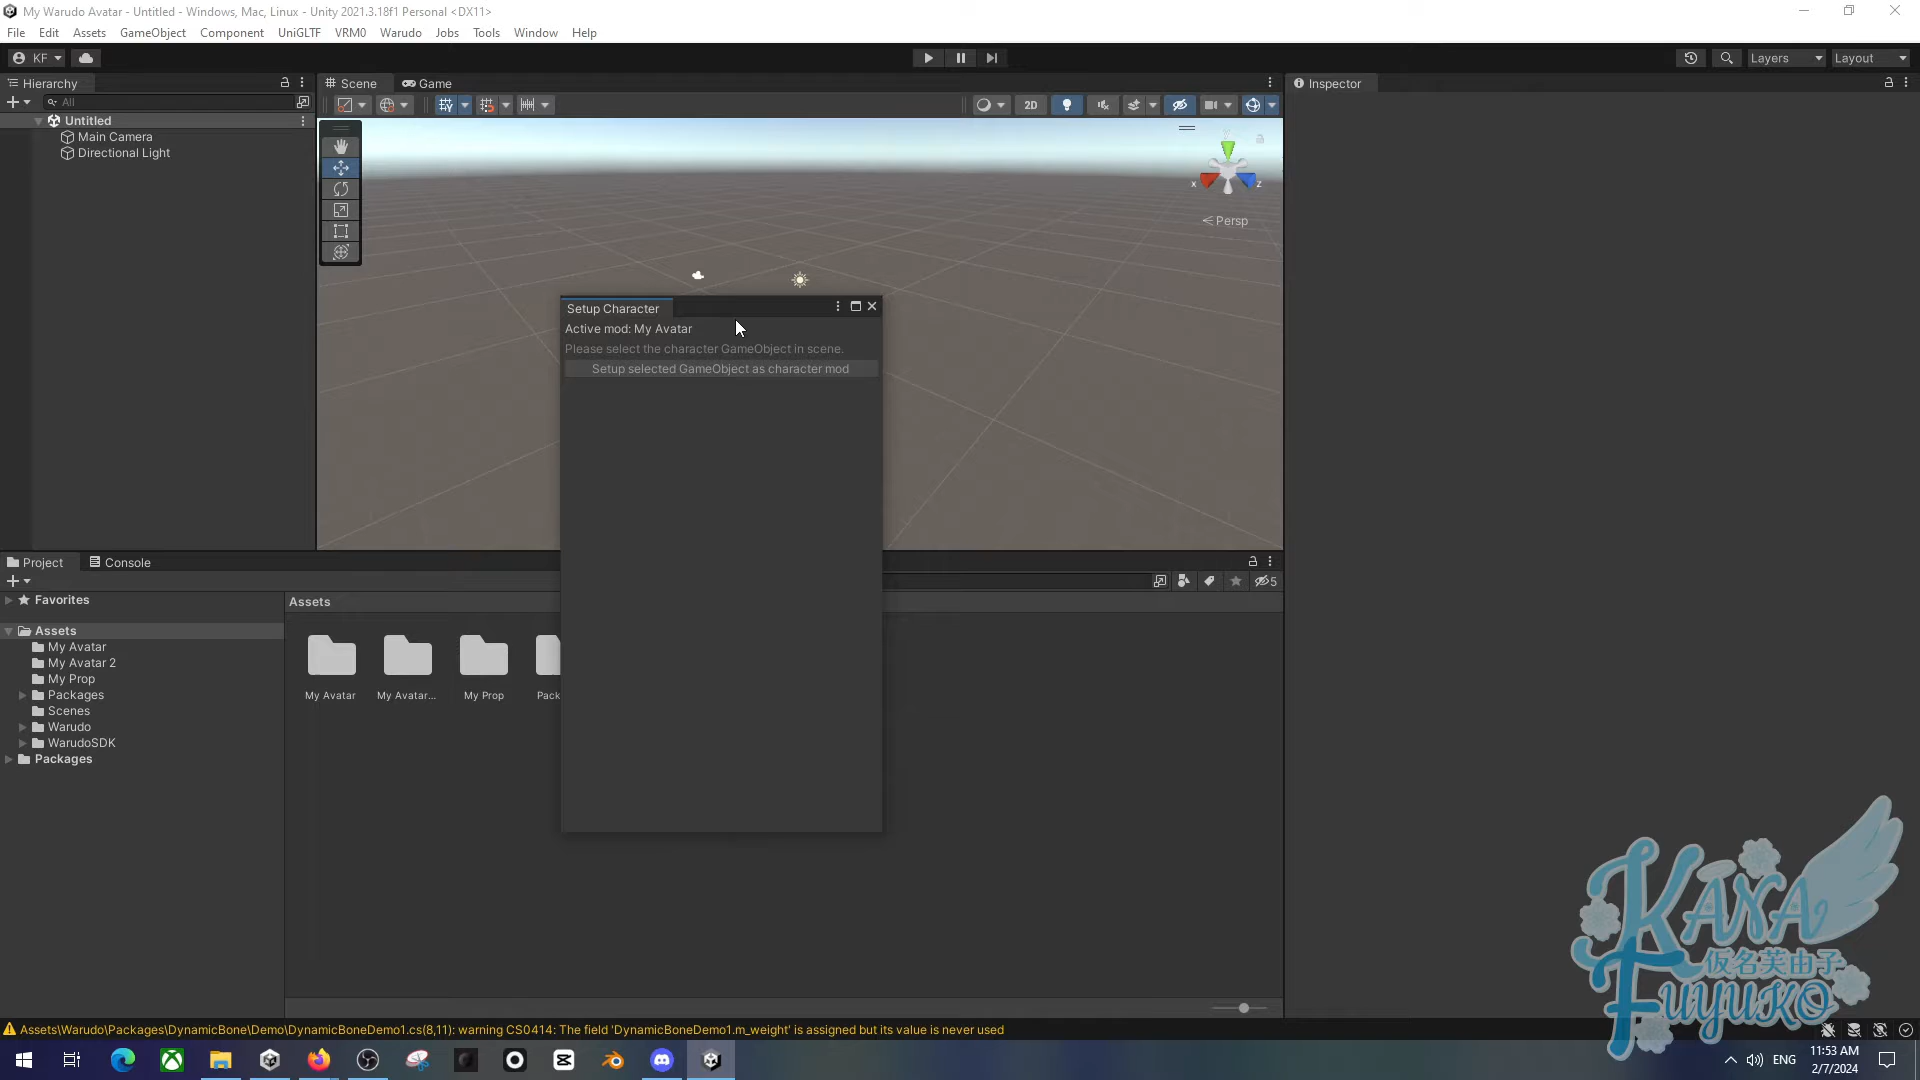 My Warudo Avatar - Untitled - Windows, Mac, Linux - Unity 2021.3.18f1 Personal <DX11>
File Edit Assets GameObject Component UniGLTF VRM0 Warudo Jobs Tools Window Help
KF Layers Layout
Hierarchy Scene Game Inspector
All 2D
Untitled
Main Camera
Directional Light
y
x z
Persp
Setup Character
Active mod: My Avatar
Please select the character GameObject in scene.
Setup selected GameObject as character mod
Project Console
5
Favorites
Assets
Assets
My Avatar
My Avatar 2
My Prop
Packages
Scenes
Warudo
WarudoSDK
Packages
My Avatar My Avatar... My Prop Pack
KANA
仮名芙由子
FUYUKO
Assets\Warudo\Packages\DynamicBone\Demo\DynamicBoneDemo1.cs(8,11): warning CS0414: The field 'DynamicBoneDemo1.m_weight' is assigned but its value is never used
ENG
11:53 AM
2/7/2024